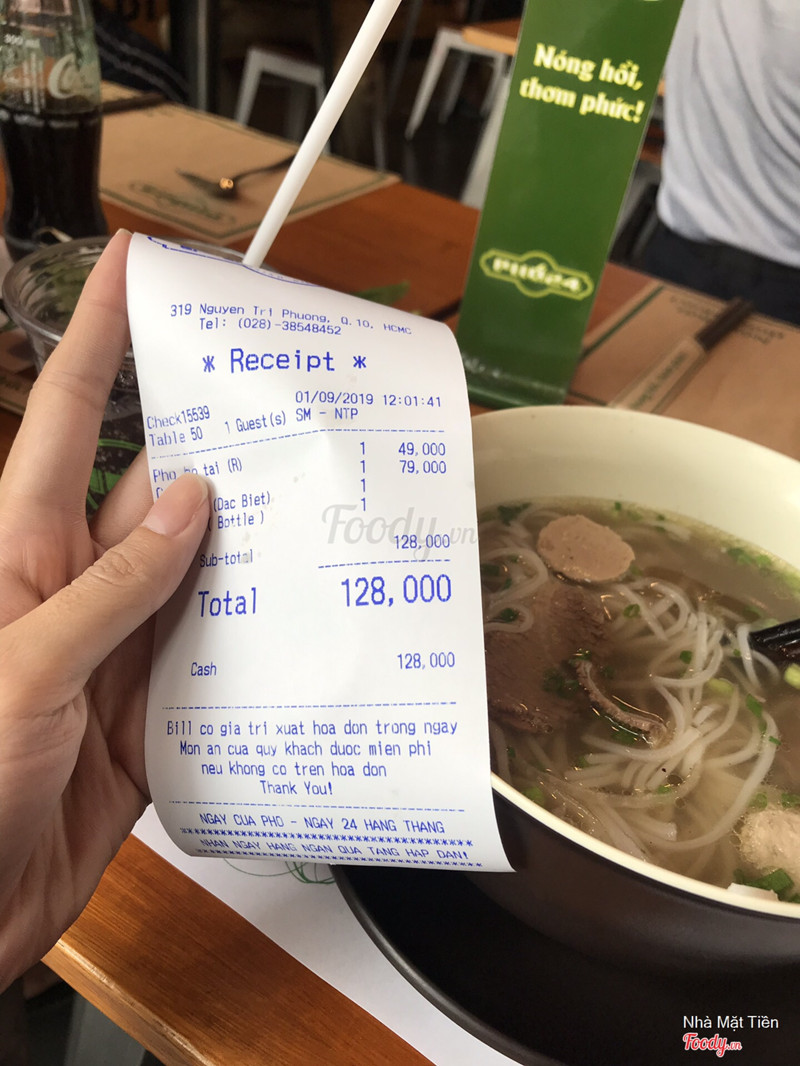 Nóng hổi,
thơm phức!
PHỞ24
319 Nguyen Tri Phuong, Q.10, HCMC
Tel: (028)-38548452
* Receipt *
01/09/2019 12:01:41
Check15539 SM - NTP
Table 50 1 Guest(s)
Pho bo tai (R) 1 49,000
1 79,000
(Dac Biet) 1
Bottle ) 1
Sub-total 128,000
Total 128,000
Cash 128,000
Bill co gia tri xuat hoa don trong ngay
Mon an cua quy khach duoc mien phi
neu khong co tren hoa don
Thank You!
NGAY CUA PHO - NGAY 24 HANG THANG
NHAN NGAY HANG NGAN QUA TANG HAP DAN!
Foody.vn
Nhà Mặt Tiền
Foody.vn